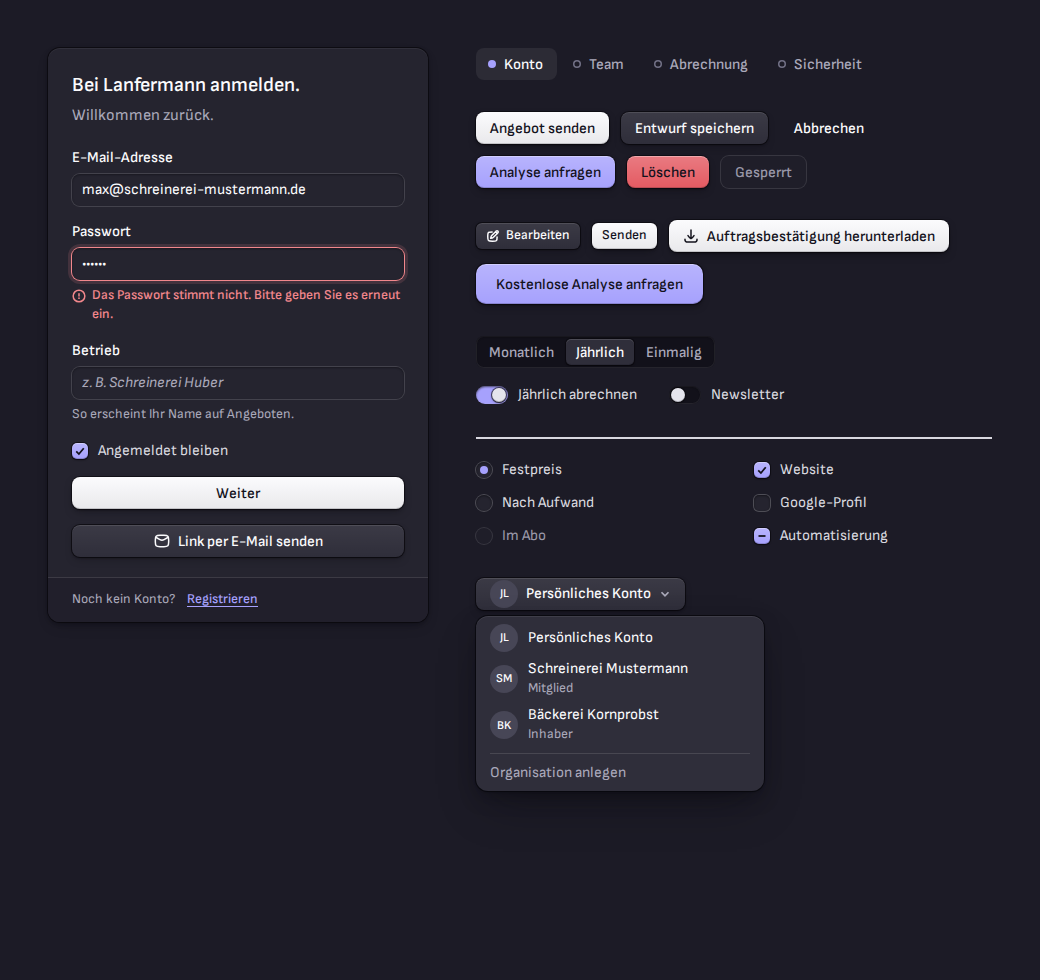 Bei Lanfermann anmelden.
Willkommen zurück.
E-Mail-Adresse
max@schreinerei-mustermann.de
Passwort
••••••
Das Passwort stimmt nicht. Bitte geben Sie es erneut
ein.
Betrieb
z. B. Schreinerei Huber
So erscheint Ihr Name auf Angeboten.
Angemeldet bleiben
Weiter
Link per E-Mail senden
Noch kein Konto? Registrieren
Konto Team Abrechnung Sicherheit
Angebot senden Entwurf speichern Abbrechen
Analyse anfragen Löschen Gesperrt
Bearbeiten Senden Auftragsbestätigung herunterladen
Kostenlose Analyse anfragen
Monatlich Jährlich Einmalig
Jährlich abrechnen Newsletter
Festpreis Website
Nach Aufwand Google-Profil
Im Abo Automatisierung
JL Persönliches Konto
JL Persönliches Konto
SM Schreinerei Mustermann
Mitglied
BK Bäckerei Kornprobst
Inhaber
Organisation anlegen